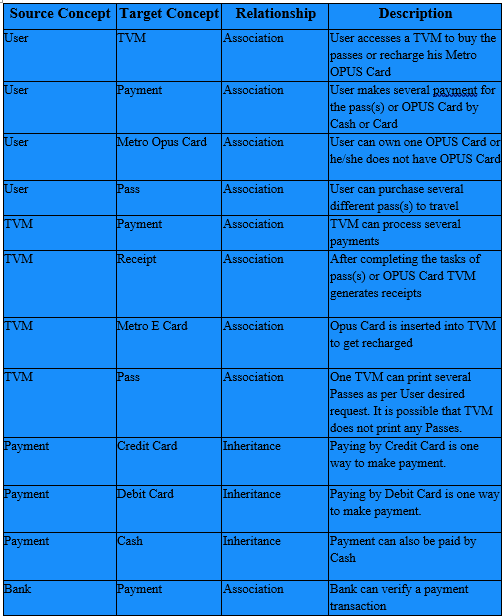 Source Concept Target Concept Relationship Description
User TVM Association User accesses a TVM to buy the
passes or recharge his Metro
OPUS Card
User Payment Association User makes several payment for
the pass(s) or OPUS Card by
Cash or Card
User Metro Opus Card Association User can own one OPUS Card or
he/she does not have OPUS Card
User Pass Association User can purchase several
different pass(s) to travel
TVM Payment Association TVM can process several
payments
TVM Receipt Association After completing the tasks of
pass(s) or OPUS Card TVM
generates receipts
TVM Metro E Card Association Opus Card is inserted into TVM
to get recharged
TVM Pass Association One TVM can print several
Passes as per User desired
request. It is possible that TVM
does not print any Passes.
Payment Credit Card Inheritance Paying by Credit Card is one
way to make payment.
Payment Debit Card Inheritance Paying by Debit Card is one way
to make payment.
Payment Cash Inheritance Payment can also be paid by
Cash
Bank Payment Association Bank can verify a payment
transaction